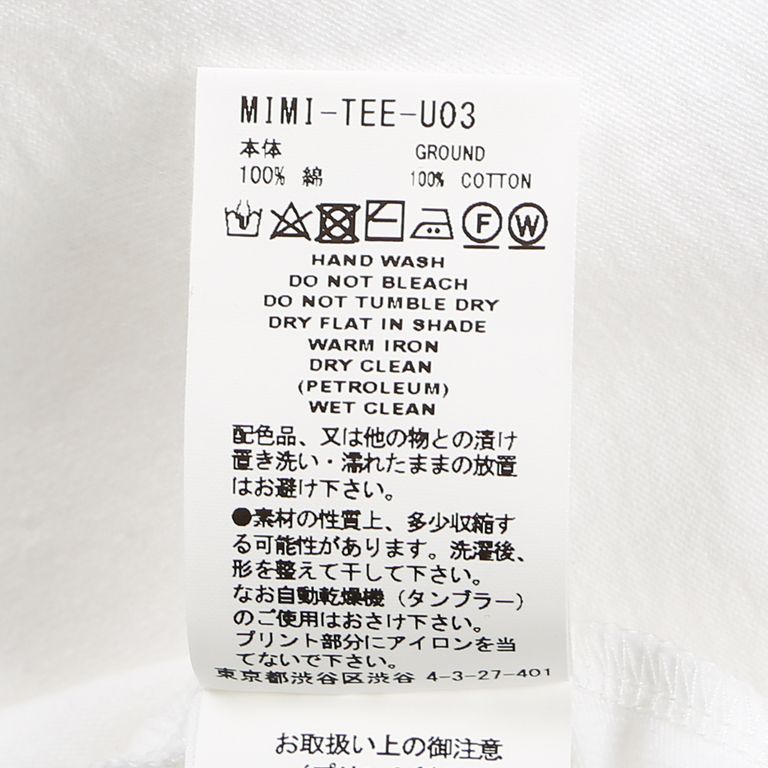 MIMI-TEE-U03
本体 GROUND
100% 綿 100% COTTON
F W
HAND WASH
DO NOT BLEACH
DO NOT TUMBLE DRY
DRY FLAT IN SHADE
WARM IRON
DRY CLEAN
(PETROLEUM)
WET CLEAN
配色品、又は他の物との漬け
置き洗い・濡れたままの放置
はお避け下さい。
●素材の性質上、多少収縮す
る可能性があります。洗濯後、
形を整えて干して下さい。
なお自動乾燥機（タンブラー）
のご使用はおさけ下さい。
プリント部分にアイロンを当
てないで下さい。
東京都渋谷区渋谷 4-3-27-401
お取扱い上の御注意